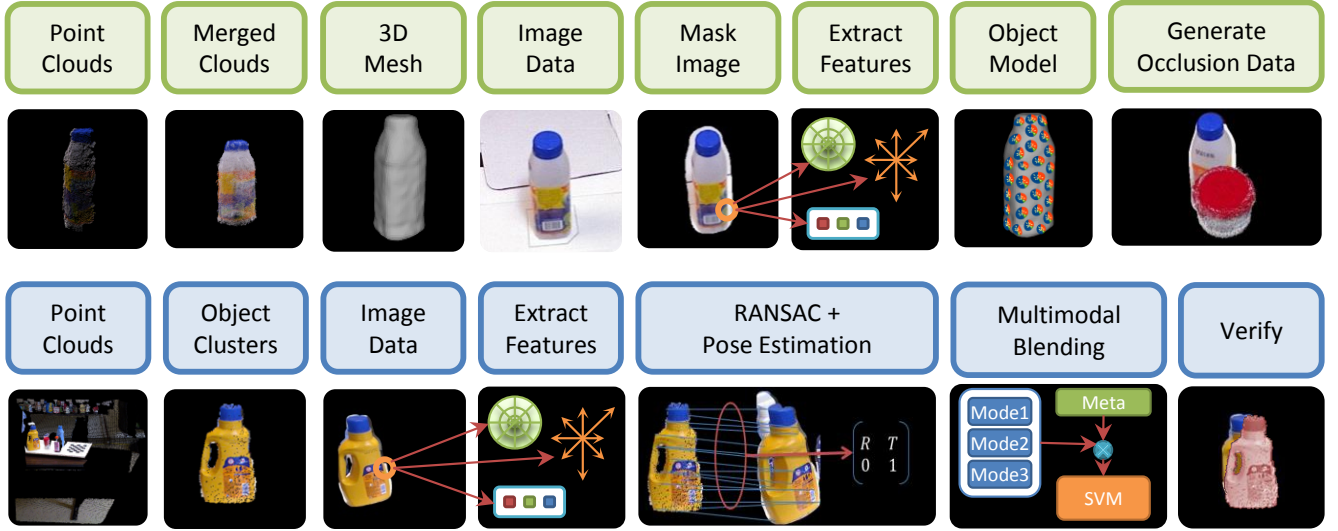 Point
Clouds
Merged
Clouds
3D
Mesh
Image
Data
Mask
Image
Extract
Features
Object
Model
Generate
Occlusion Data
Point
Clouds
Object
Clusters
Image
Data
Extract
Features
RANSAC +
Pose Estimation
Multimodal
Blending
Verify
R T
0 1
Mode1
Mode2
Mode3
Meta
SVM